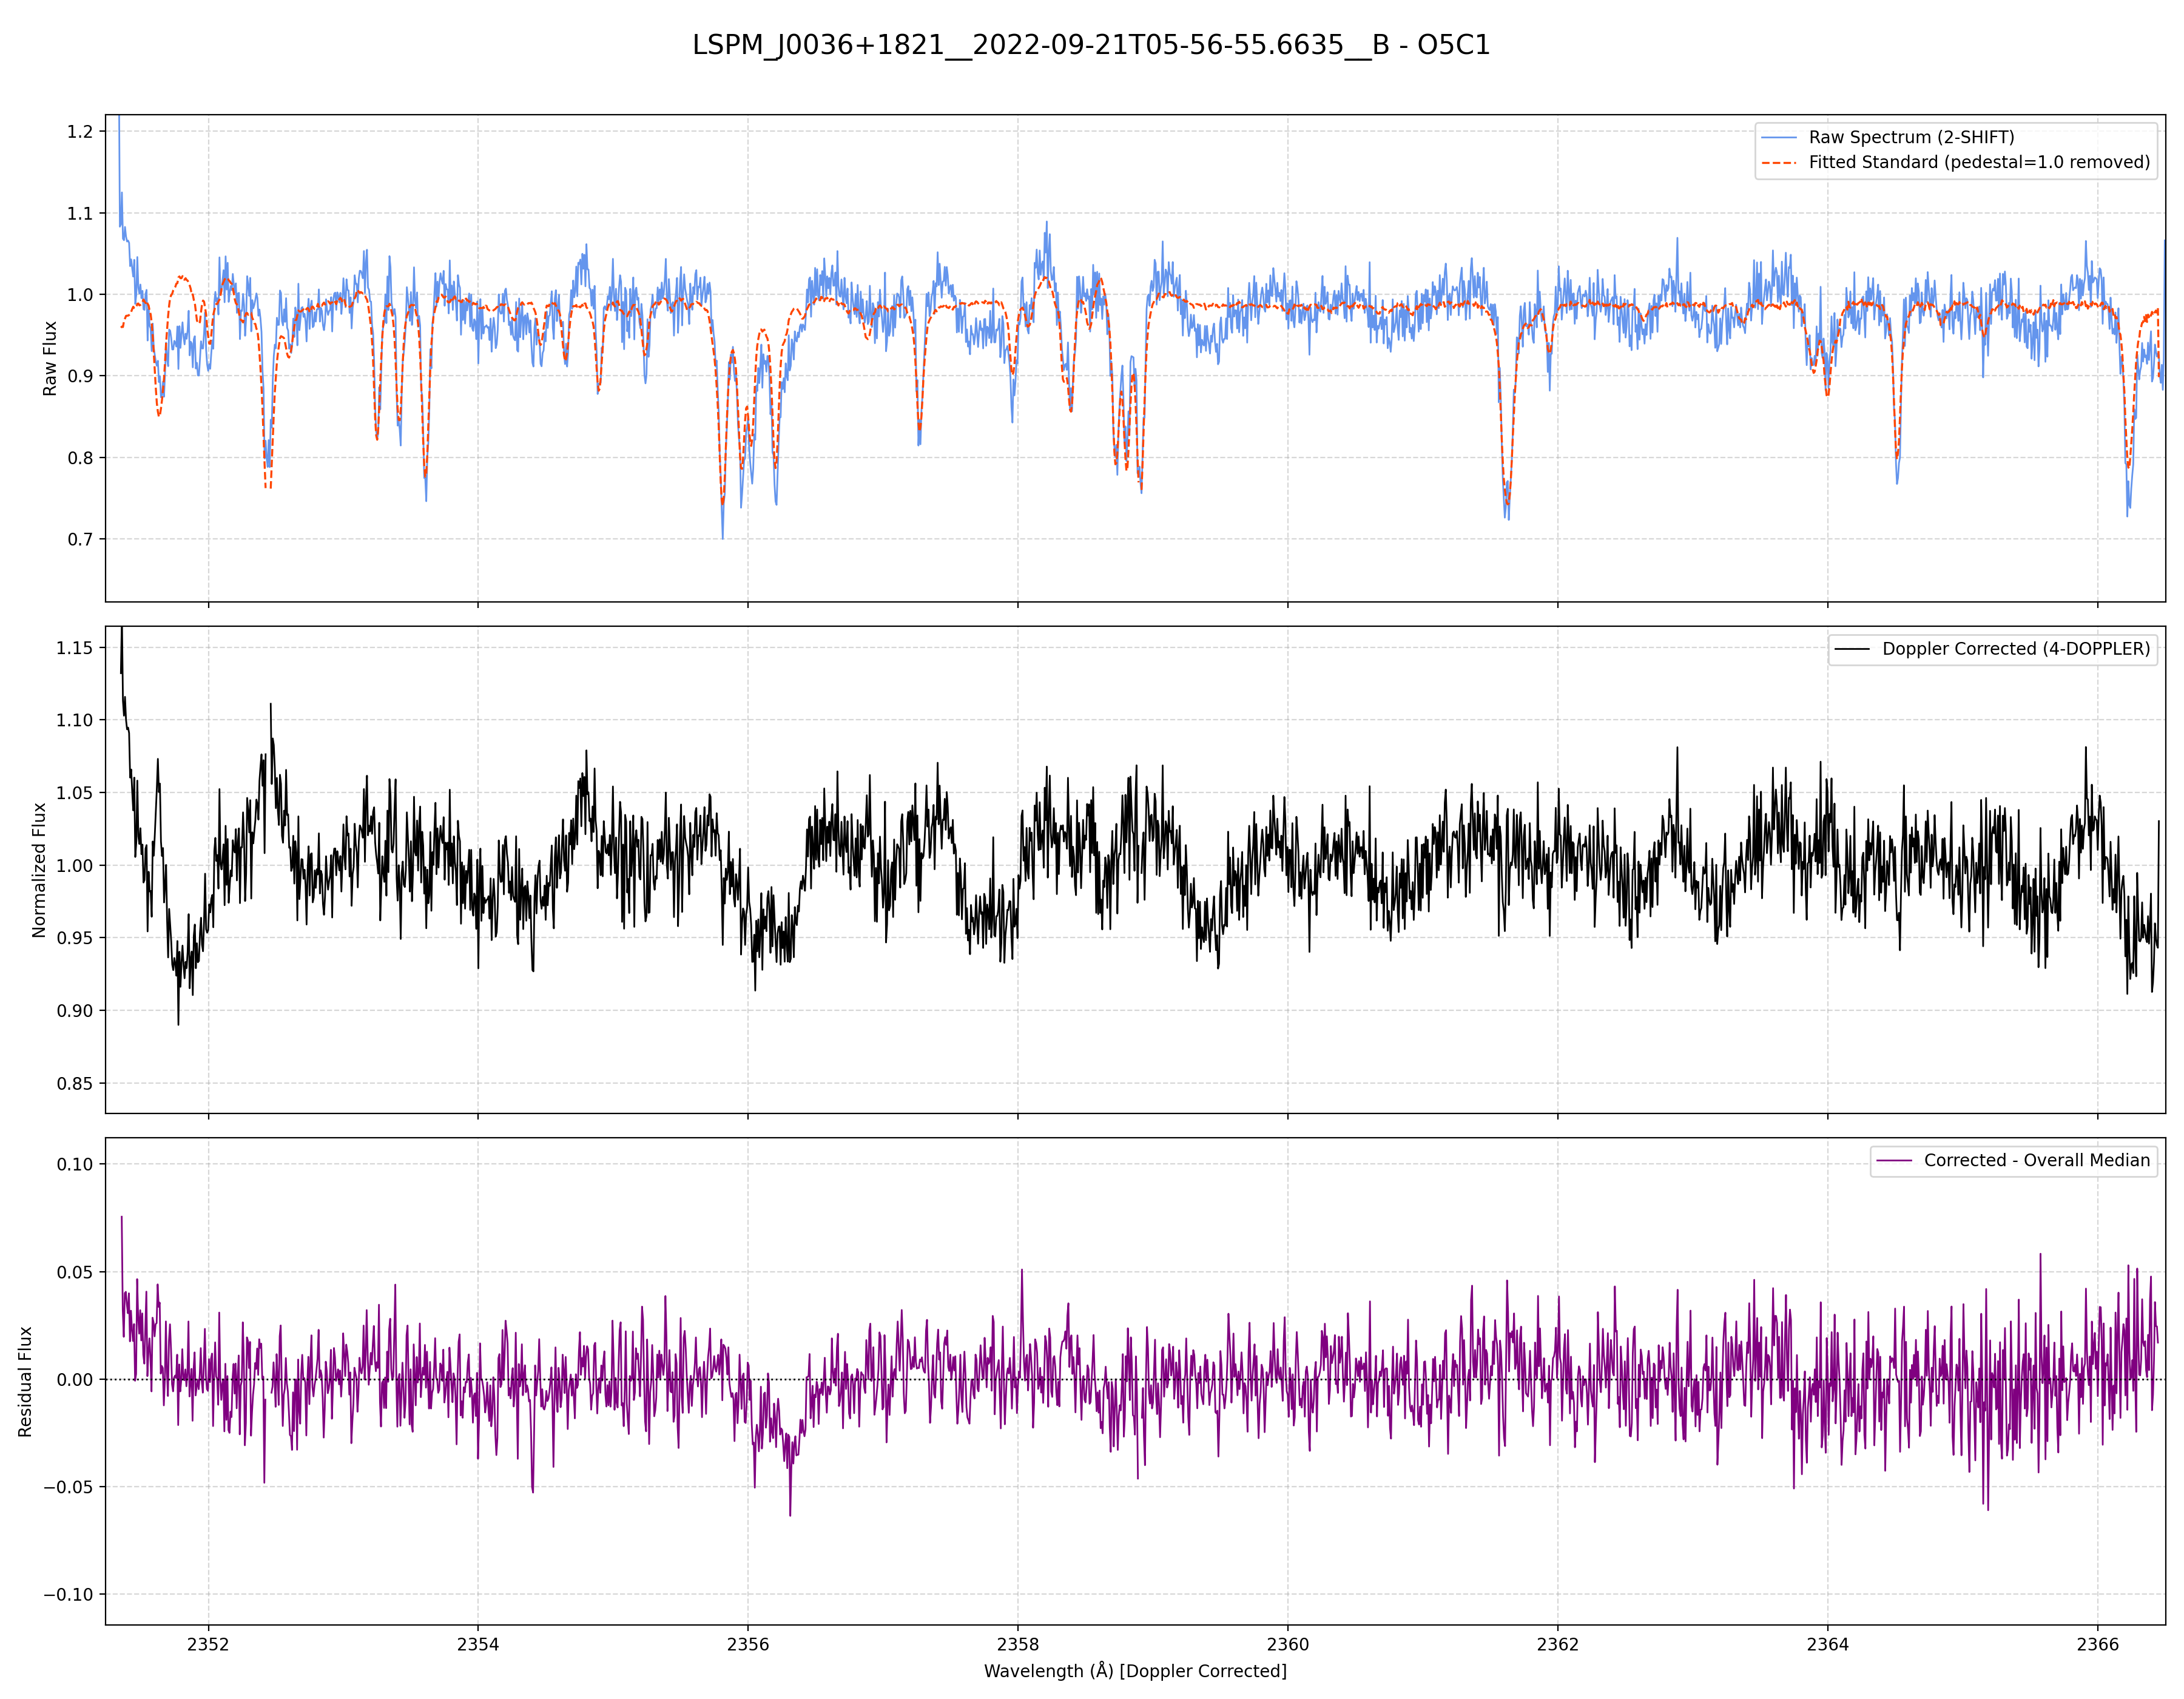 LSPM_J0036+1821__2022-09-21T05-56-55.6635__B - O5C1
1.2
1.1
1.0
0.9
0.8
0.7
Raw Flux
Raw Spectrum (2-SHIFT)
Fitted Standard (pedestal=1.0 removed)
1.15
1.10
1.05
1.00
0.95
0.90
0.85
Normalized Flux
Doppler Corrected (4-DOPPLER)
0.10
0.05
0.00
−0.05
−0.10
Residual Flux
Corrected - Overall Median
2352 2354 2356 2358 2360 2362 2364 2366
Wavelength (Å) [Doppler Corrected]